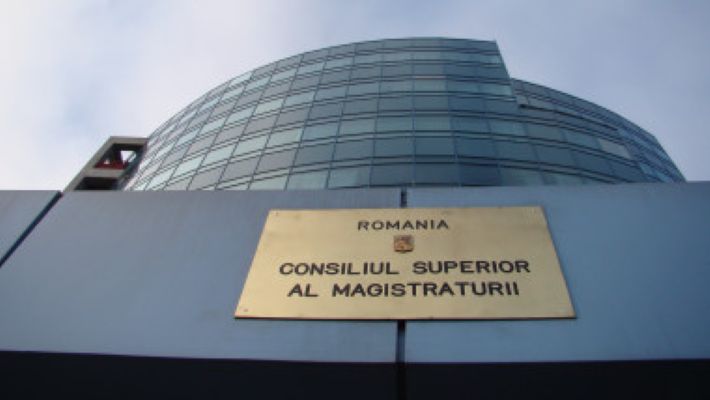 ROMANIA
CONSILIUL SUPERIOR
AL MAGISTRATURII